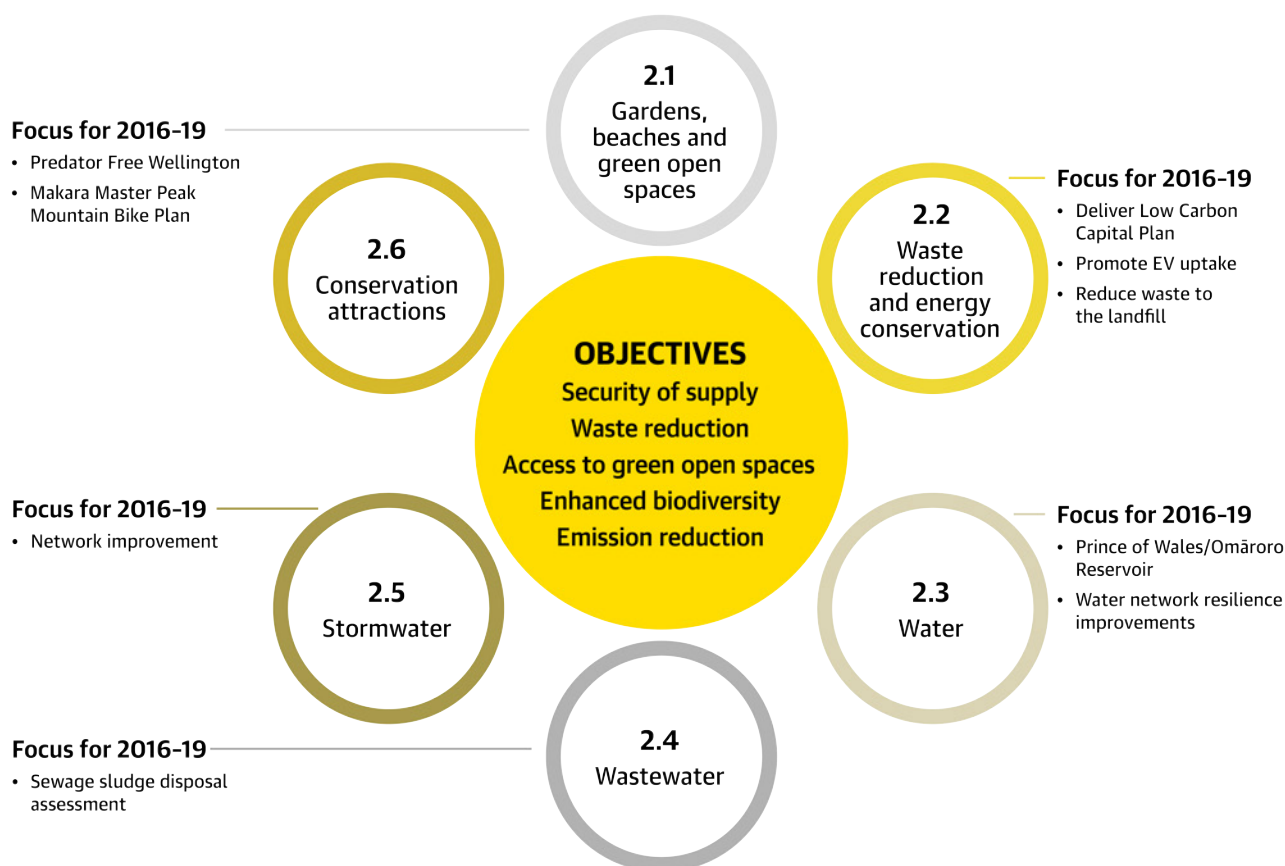 2.1
Gardens,
beaches and
green open
spaces
Focus for 2016-19
• Predator Free Wellington
• Makara Master Peak
Mountain Bike Plan
2.2
Waste
reduction
and energy
conservation
Focus for 2016-19
• Deliver Low Carbon
Capital Plan
• Promote EV uptake
• Reduce waste to
the landfill
2.6
Conservation
attractions
OBJECTIVES
Security of supply
Waste reduction
Access to green open spaces
Enhanced biodiversity
Emission reduction
Focus for 2016-19
• Network improvement
2.5
Stormwater
2.3
Water
Focus for 2016-19
• Prince of Wales/Omāroro
Reservoir
• Water network resilience
improvements
2.4
Wastewater
Focus for 2016-19
• Sewage sludge disposal
assessment